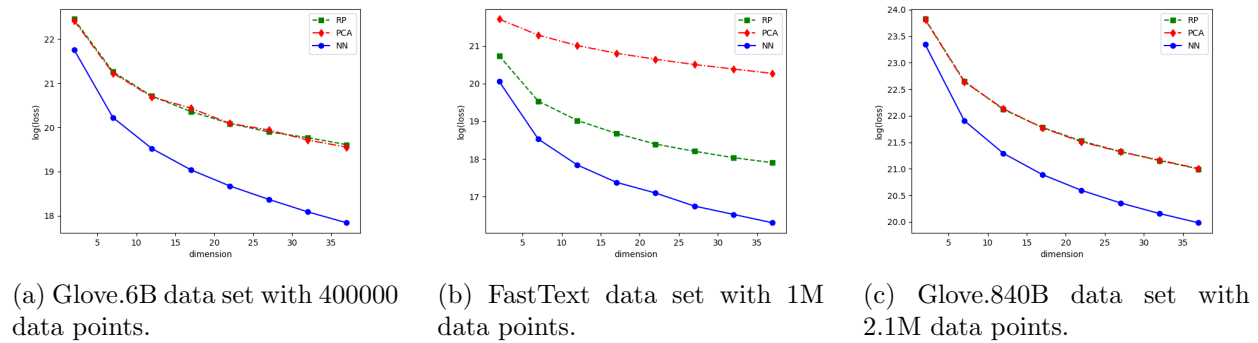 22
21
20
19
18
log(loss)
5 10 15 20 25 30 35
dimension
RP
PCA
NN
21
20
19
18
17
log(loss)
5 10 15 20 25 30 35
dimension
RP
PCA
NN
24.0
23.5
23.0
22.5
22.0
21.5
21.0
20.5
20.0
log(loss)
5 10 15 20 25 30 35
dimension
RP
PCA
NN
(a) Glove.6B data set with 400000
data points.
(b) FastText data set with 1M
data points.
(c) Glove.840B data set with
2.1M data points.